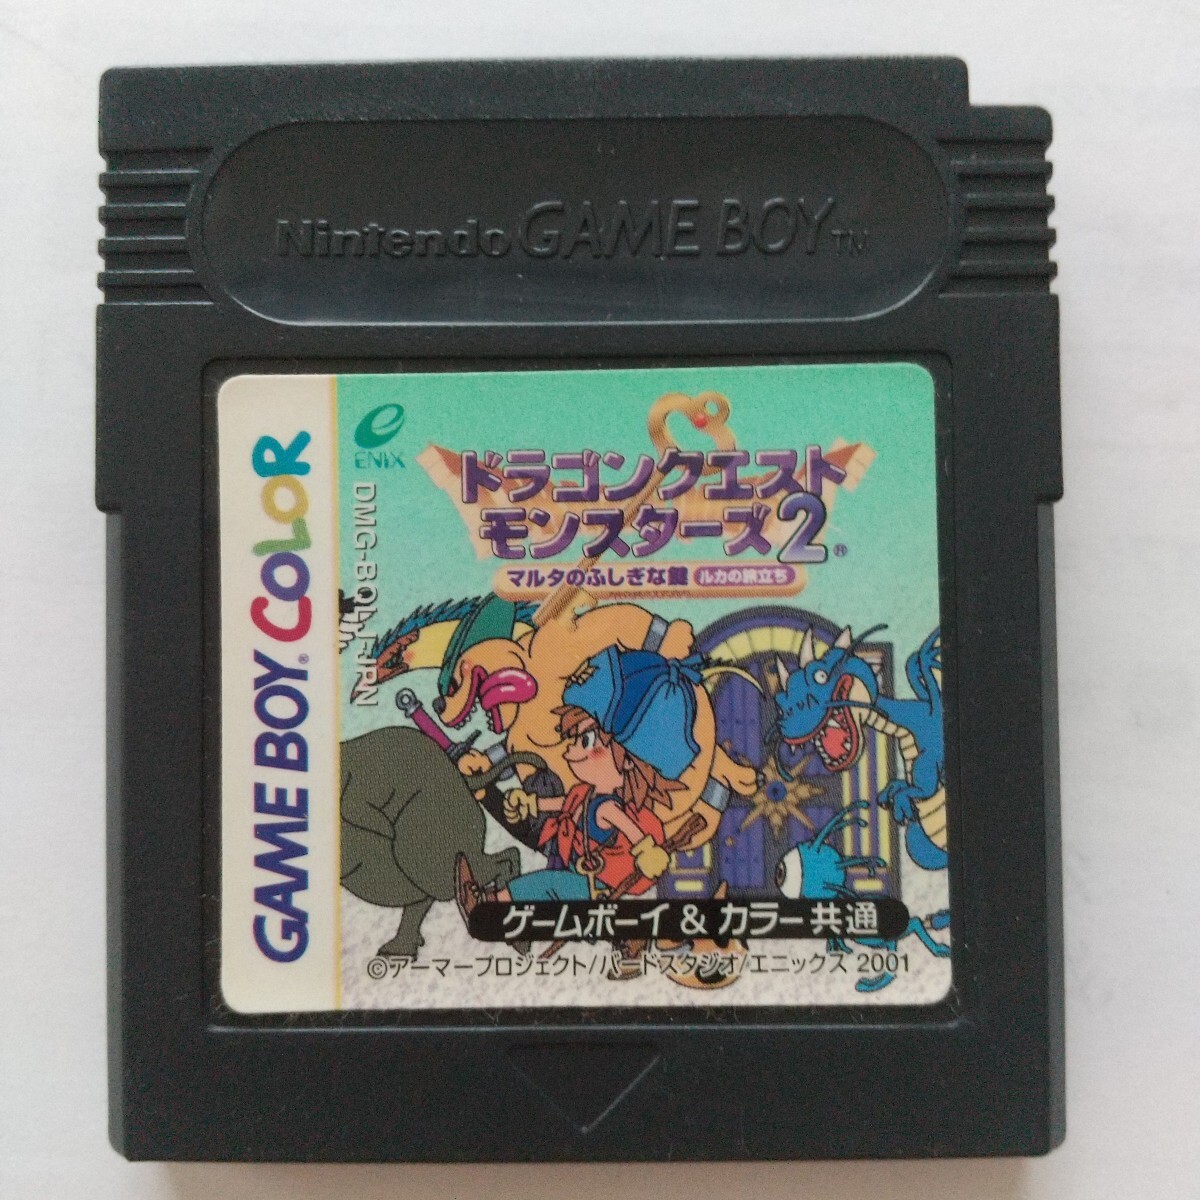 Nintendo GAME BOY TM
GAME BOY COLOR
ENIX
DMG-BQLJ-JPN
ドラゴンクエスト
モンスターズ2®
マルタのふしぎな鍵 ルカの旅立ち
ゲームボーイ & カラー共通
©アーマープロジェクト/バードスタジオ/エニックス 2001